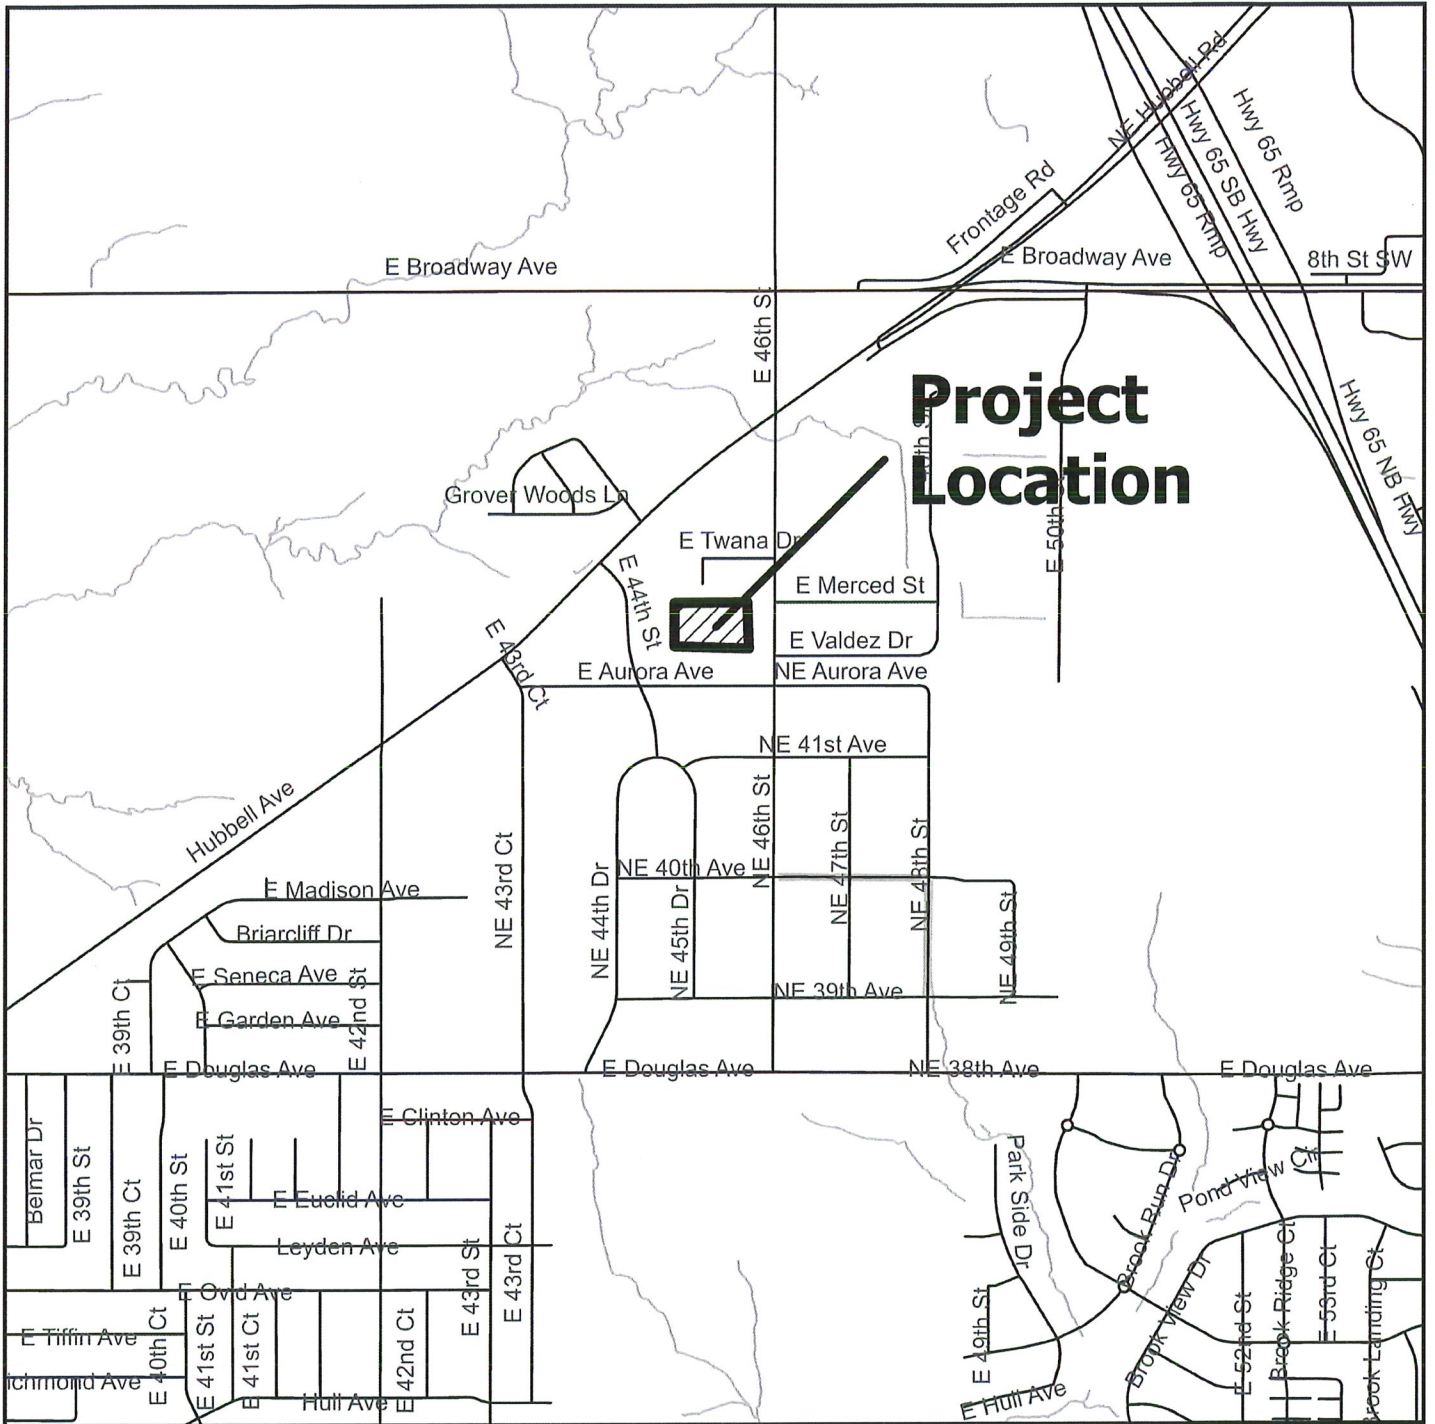 NE Hubbell Rd
Hwy 65 Rmp
Hwy 65 SB Hwy
Hwy 65 Rmp
Frontage Rd
E Broadway Ave
E Broadway Ave
8th St SW
E 46th St
Project
Location
48th St
Hwy 65 NB Hwy
Grover Woods Ln
E Twana Dr
E 50th St
E 44th St
E Merced St
E 43rd Ct
E Valdez Dr
E Aurora Ave
NE Aurora Ave
NE 41st Ave
Hubbell Ave
NE 46th St
NE 47th St
NE 48th St
NE 43rd Ct
NE 40th Ave
E Madison Ave
NE 44th Dr
NE 45th Dr
NE 49th St
Briarcliff Dr
E Seneca Ave
NE 39th Ave
E 39th Ct
E 42nd St
E Garden Ave
E Douglas Ave
E Douglas Ave
NE 38th Ave
E Douglas Ave
E Clinton Ave
Belmar Dr
E 39th St
E 39th Ct
E 40th St
E 41st St
E Euclid Ave
Leyden Ave
Park Side Dr
Brook Run Dr
Pond View Cir
E 43rd St
E 43rd Ct
E Ovid Ave
E Tiffin Ave
E 40th Ct
E 41st St
E 41st Ct
E 42nd Ct
ichmond Ave
Hull Ave
E 49th St
E Hull Ave
Brook View Dr
E 52nd St
Brook Ridge Ct
E 53rd Ct
Brook Landing Ct